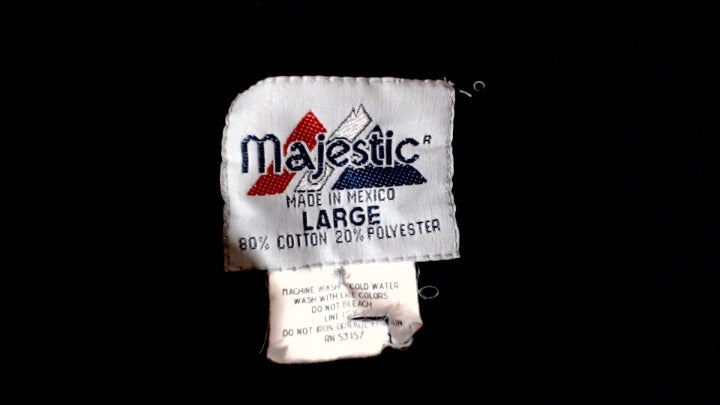 Majestic®
MADE IN MEXICO
LARGE
80% COTTON 20% POLYESTER
MACHINE WASH COLD WATER
WASH WITH LIKE COLORS
DO NOT BLEACH
LINE
DO NOT IRON
RN 53157